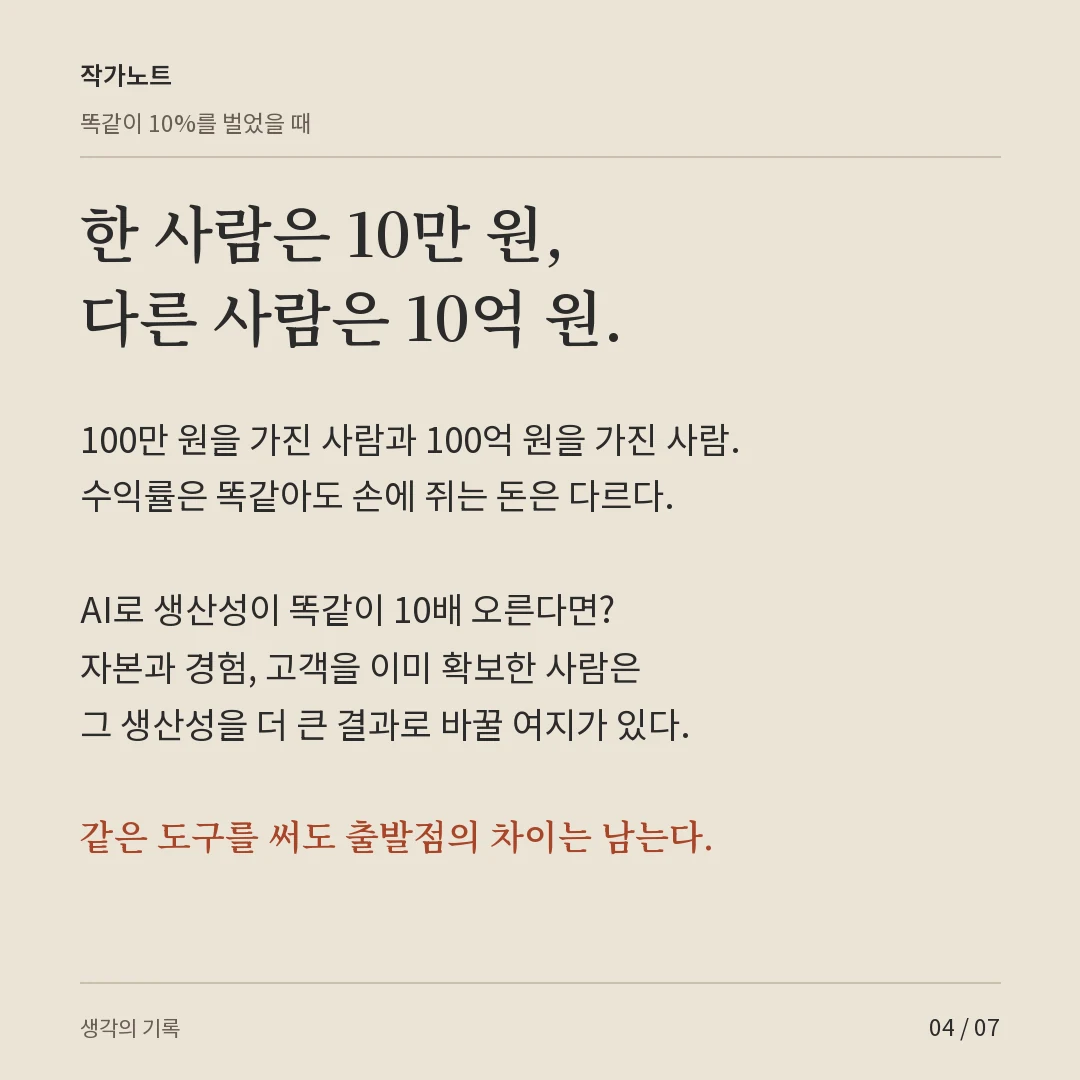 작가노트
똑같이 10%를 벌었을 때
한 사람은 10만 원,
다른 사람은 10억 원.
100만 원을 가진 사람과 100억 원을 가진 사람.
수익률은 똑같아도 손에 쥐는 돈은 다르다.
AI로 생산성이 똑같이 10배 오른다면?
자본과 경험, 고객을 이미 확보한 사람은
그 생산성을 더 큰 결과로 바꿀 여지가 있다.
같은 도구를 써도 출발점의 차이는 남는다.
생각의 기록
04 / 07